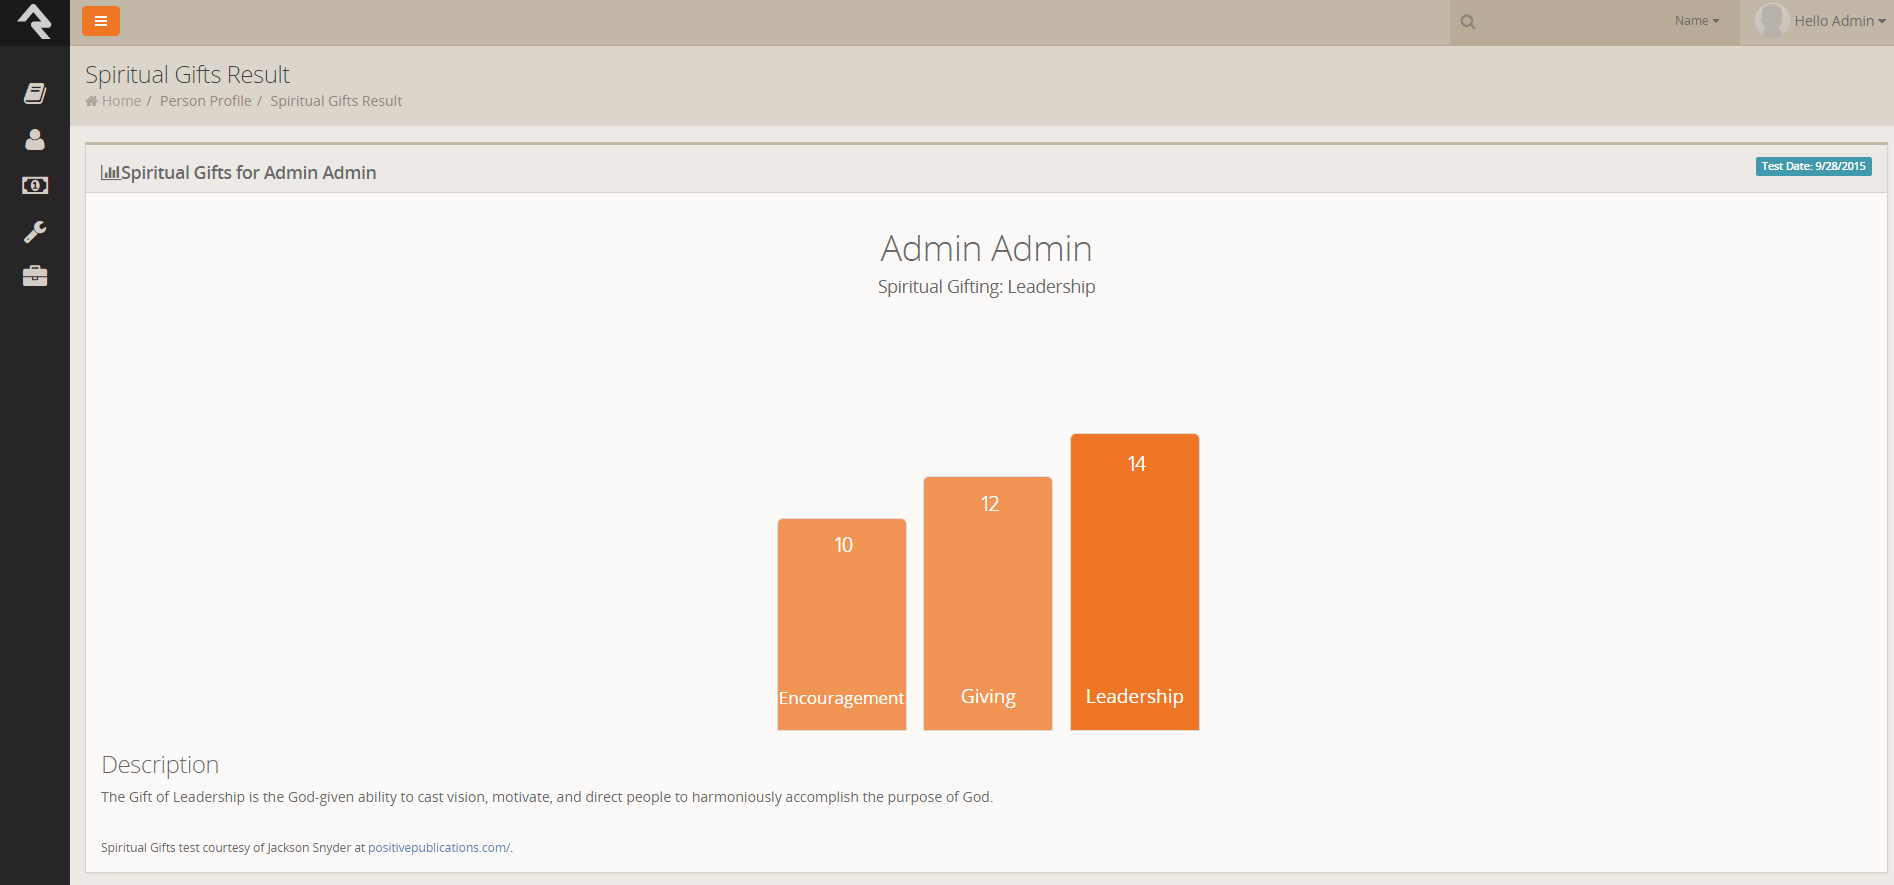 Name
Hello Admin
Spiritual Gifts Result
Home / Person Profile / Spiritual Gifts Result
Spiritual Gifts for Admin Admin
Test Date: 9/28/2015
Admin Admin
Spiritual Gifting: Leadership
14
12
10
Encouragement
Giving
Leadership
Description
The Gift of Leadership is the God-given ability to cast vision, motivate, and direct people to harmoniously accomplish the purpose of God.
Spiritual Gifts test courtesy of Jackson Snyder at positivepublications.com/.